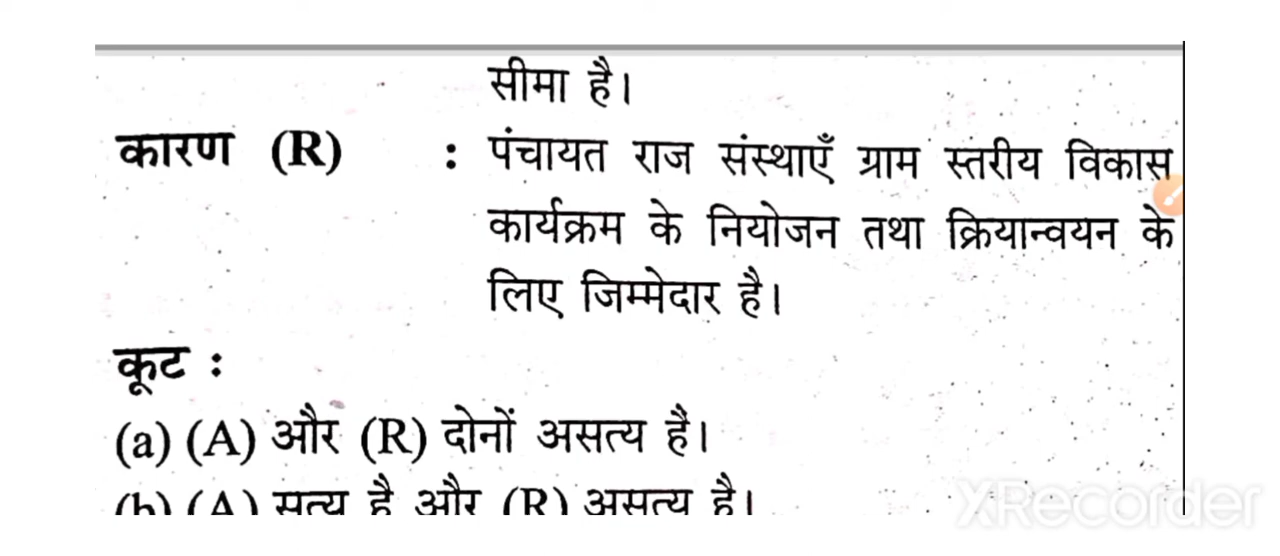 सीमा है।
कारण (R) : पंचायत राज संस्थाएँ ग्राम स्तरीय विकास
कार्यक्रम के नियोजन तथा क्रियान्वयन के
लिए जिम्मेदार है।
कूट :
(a) (A) और (R) दोनों असत्य हैं।
(b) (A) सत्य है और (R) असत्य है।
XRecorder